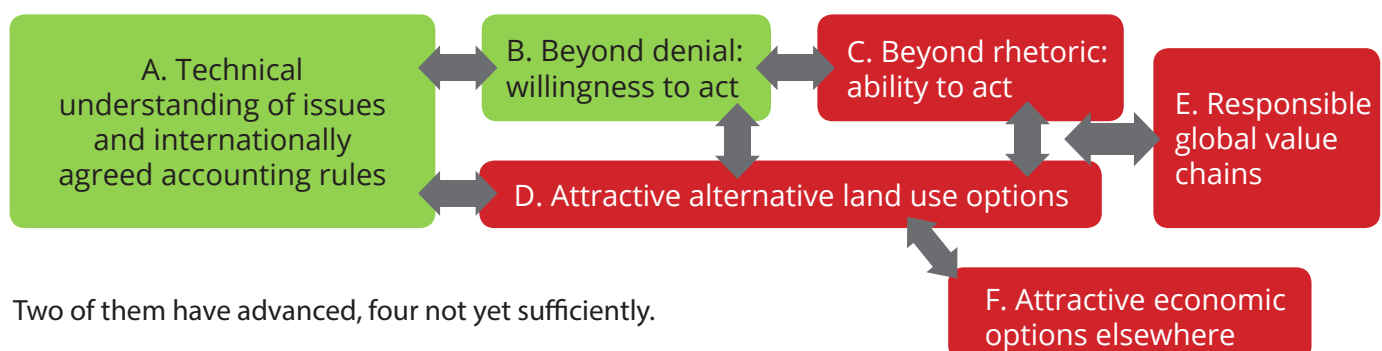 A. Technical
understanding of issues
and internationally
agreed accounting rules
B. Beyond denial:
willingness to act
C. Beyond rhetoric:
ability to act
D. Attractive alternative land use options
E. Responsible
global value
chains
F. Attractive economic
options elsewhere
Two of them have advanced, four not yet sufficiently.